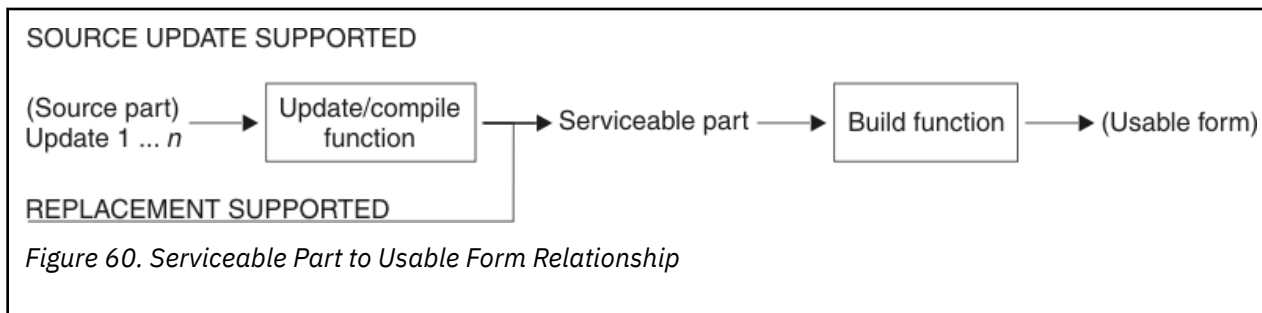 SOURCE UPDATE SUPPORTED
(Source part)
Update 1 ... n
Update/compile
function
Serviceable part
Build function
(Usable form)
REPLACEMENT SUPPORTED
Figure 60. Serviceable Part to Usable Form Relationship